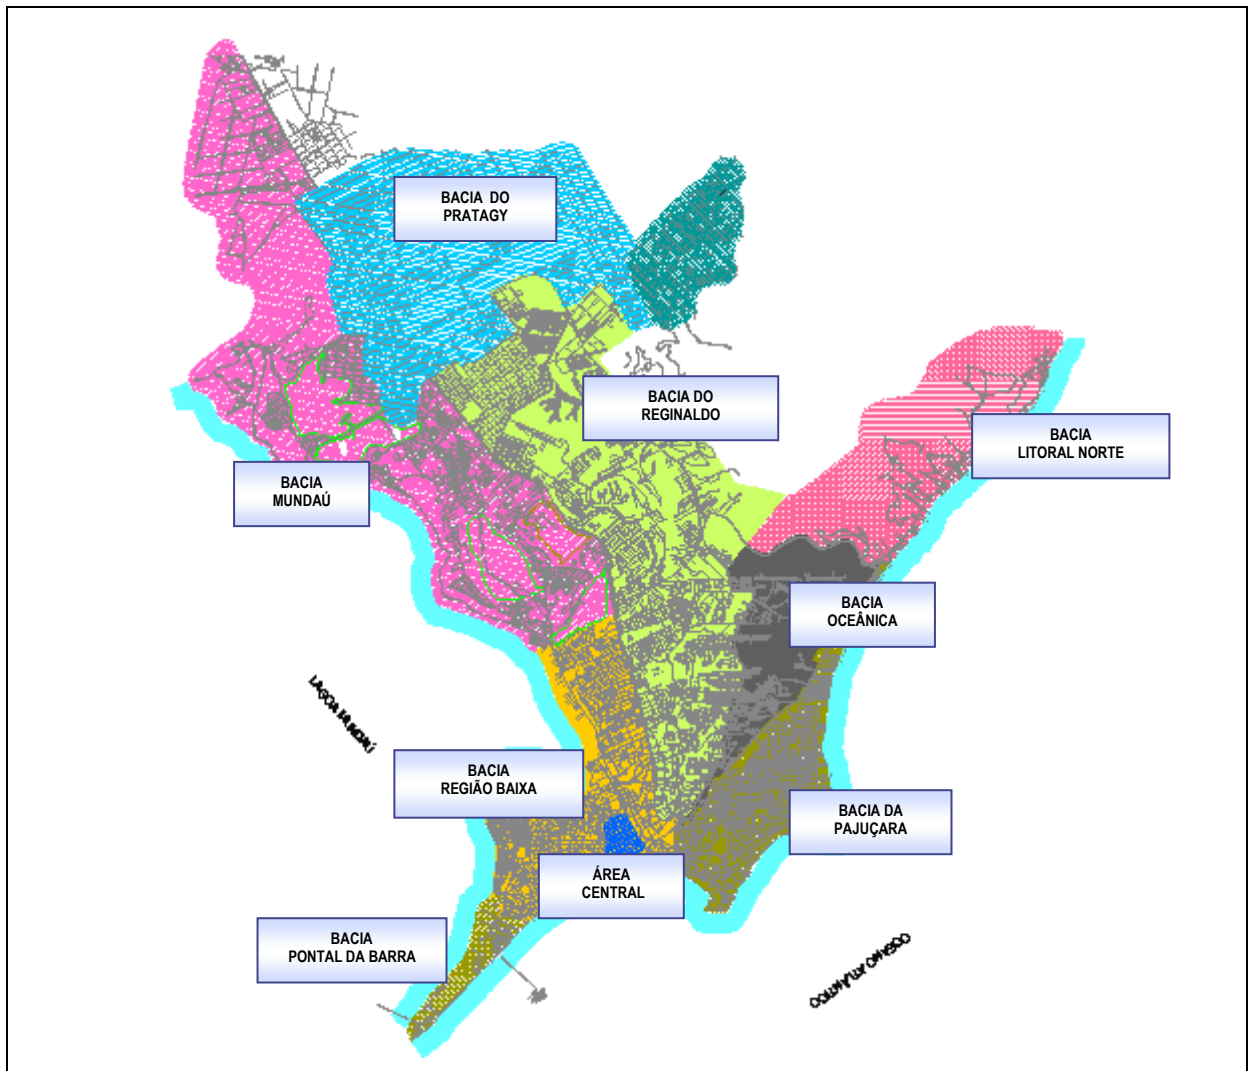 BACIA DO
PRATAGY
BACIA DO
REGINALDO
BACIA
LITORAL NORTE
BACIA
MUNDAÚ
BACIA
OCEÂNICA
BACIA
REGIÃO BAIXA
BACIA DA
PAJUÇARA
ÁREA
CENTRAL
BACIA
PONTAL DA BARRA